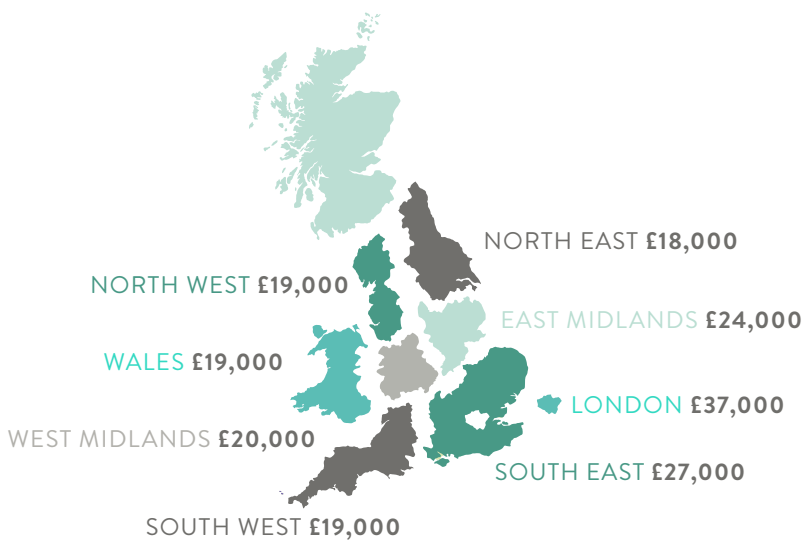 NORTH EAST £18,000
NORTH WEST £19,000
EAST MIDLANDS £24,000
WALES £19,000
LONDON £37,000
WEST MIDLANDS £20,000
SOUTH EAST £27,000
SOUTH WEST £19,000